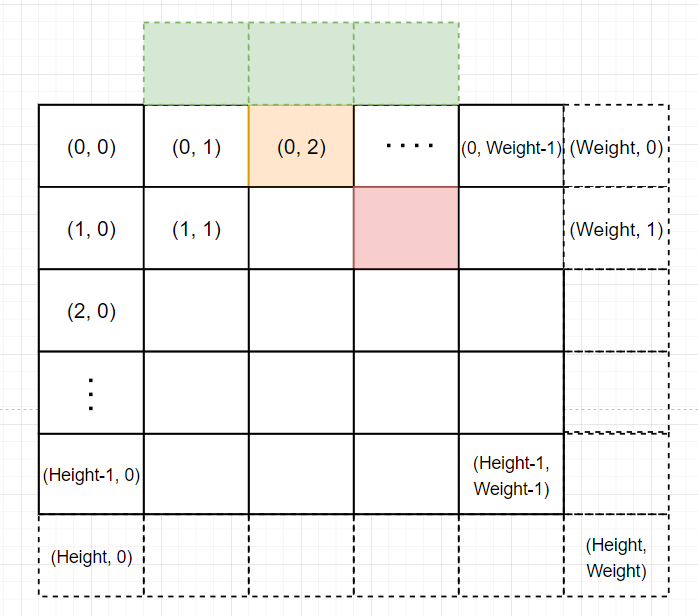 (0, 0) (0, 1) (0, 2) ···· (0, Weight-1) (Weight, 0)
(1, 0) (1, 1) (Weight, 1)
(2, 0)
⋮
(Height-1, 0) (Height-1,
Weight-1)
(Height, 0) (Height,
Weight)